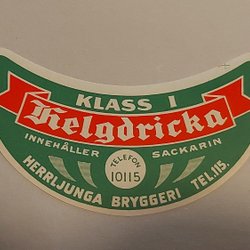 KLASS I
Helgdricka
INNEHÅLLER SACKARIN
TELEFON
10115
HERRLJUNGA BRYGGERI TEL.115.